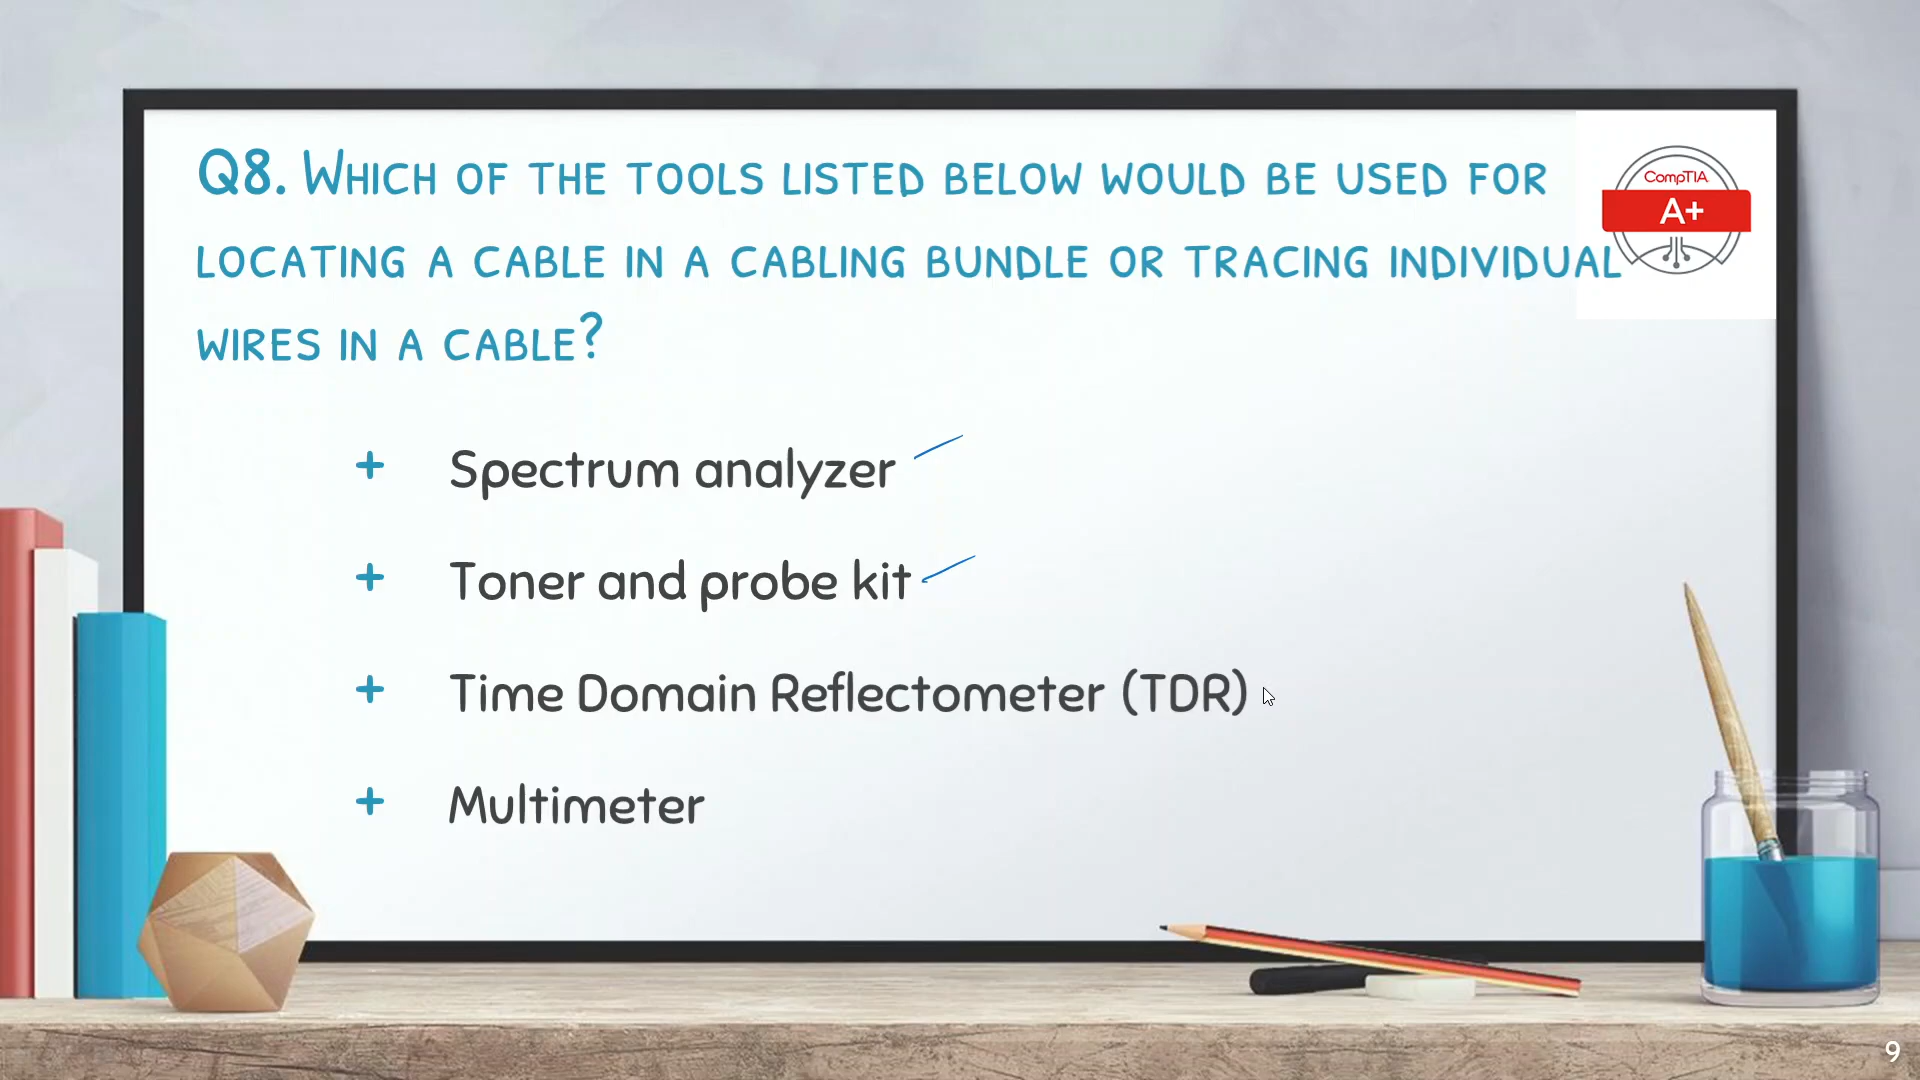 Q8. Which of the tools listed below would be used for
locating a cable in a cabling bundle or tracing individual
wires in a cable?
CompTIA
A+
+ Spectrum analyzer
+ Toner and probe kit
+ Time Domain Reflectometer (TDR)
+ Multimeter
9